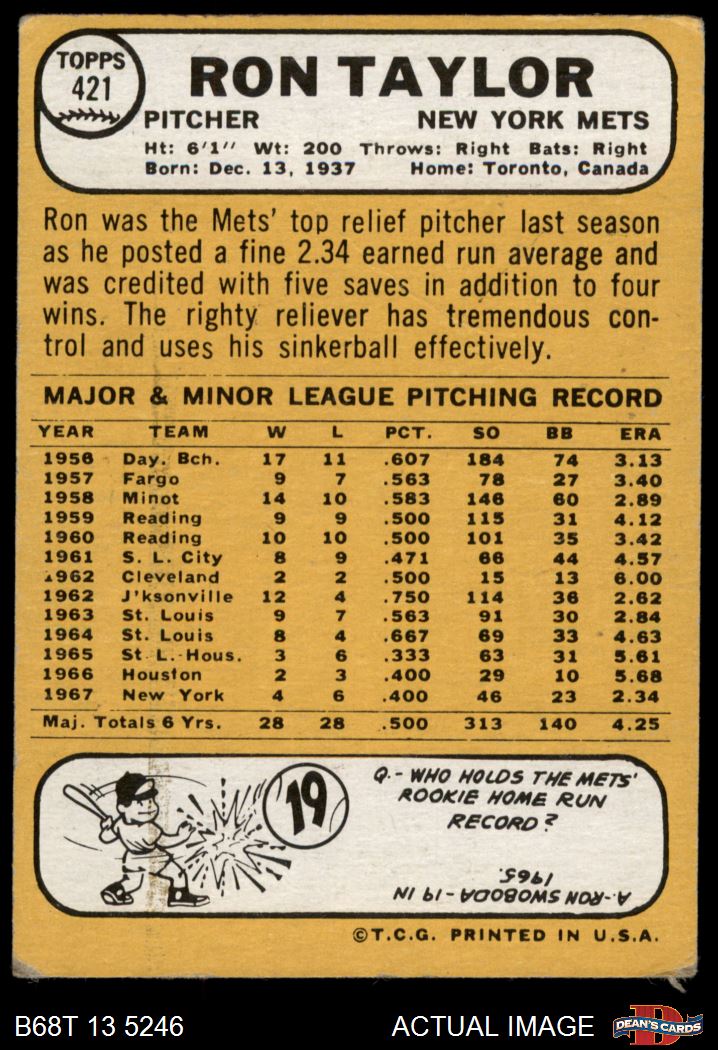 TOPPS
421
RON TAYLOR
PITCHER NEW YORK METS
Ht: 6'1" Wt: 200 Throws: Right Bats: Right
Born: Dec. 13, 1937 Home: Toronto, Canada
Ron was the Mets' top relief pitcher last season
as he posted a fine 2.34 earned run average and
was credited with five saves in addition to four
wins. The righty reliever has tremendous con-
trol and uses his sinkerball effectively.
MAJOR & MINOR LEAGUE PITCHING RECORD
YEAR TEAM W L PCT. SO BB ERA
1956 Day. Bch. 17 11 .607 184 74 3.13
1957 Fargo 9 7 .563 78 27 3.40
1958 Minot 14 10 .583 146 60 2.89
1959 Reading 9 9 .500 115 31 4.12
1960 Reading 10 10 .500 101 35 3.42
1961 S. L. City 8 9 .471 66 44 4.57
1962 Cleveland 2 2 .500 15 13 6.00
1962 J'ksonville 12 4 .750 114 36 2.62
1963 St. Louis 9 7 .563 91 30 2.84
1964 St. Louis 8 4 .667 69 33 4.63
1965 St. L.-Hous. 3 6 .333 63 31 5.61
1966 Houston 2 3 .400 29 10 5.68
1967 New York 4 6 .400 46 23 2.34
Maj. Totals 6 Yrs. 28 28 .500 313 140 4.25
19
Q.- WHO HOLDS THE METS'
ROOKIE HOME RUN
RECORD?
A.-RON SWOBODA-19 IN
1965.
©T.C.G. PRINTED IN U.S.A.
B68T 13 5246 ACTUAL IMAGE DEAN'S CARDS